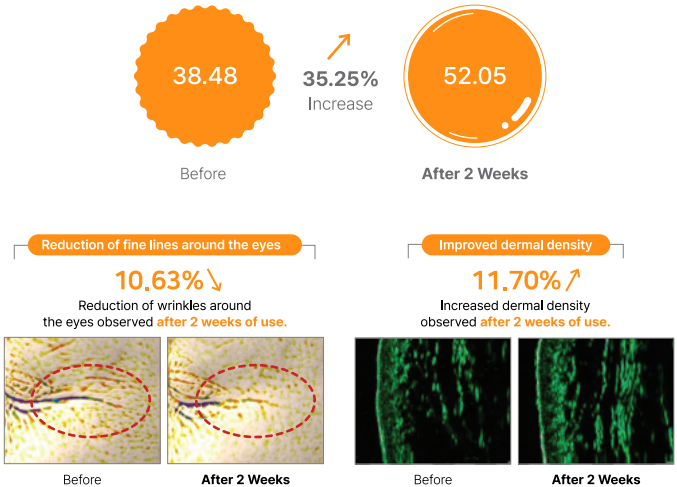 38.48
35.25%
Increase
52.05
Before
After 2 Weeks
Reduction of fine lines around the eyes
10.63%
Reduction of wrinkles around
the eyes observed after 2 weeks of use.
Before
After 2 Weeks
Improved dermal density
11.70%
Increased dermal density
observed after 2 weeks of use.
Before
After 2 Weeks